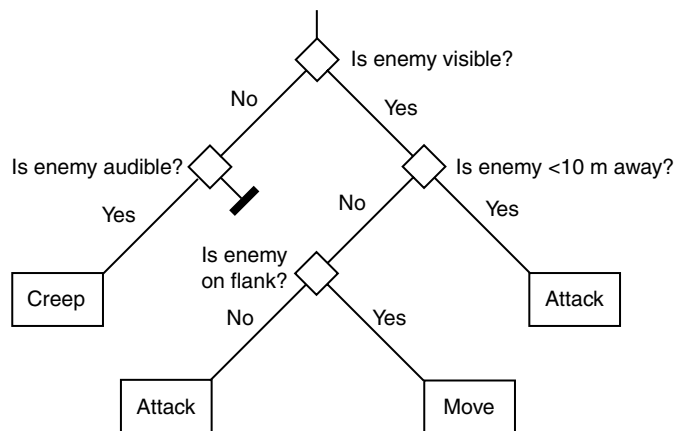 Is enemy visible?
No
Yes
Is enemy audible?
Is enemy <10 m away?
Yes
No
Yes
Is enemy
on flank?
Creep
Attack
No
Yes
Attack
Move